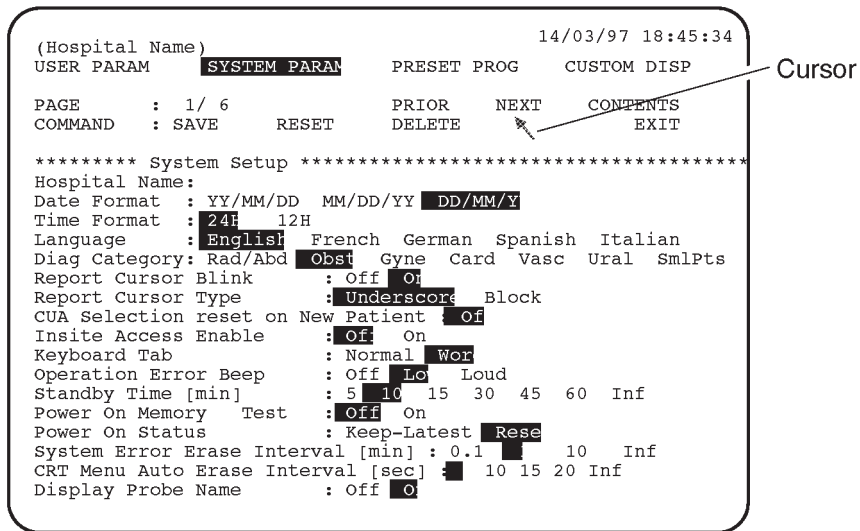 14/03/97 18:45:34
(Hospital Name)
USER PARAM SYSTEM PARAM PRESET PROG CUSTOM DISP
Cursor
PAGE : 1/ 6 PRIOR NEXT CONTENTS
COMMAND : SAVE RESET DELETE EXIT
********* System Setup **************************************
Hospital Name:
Date Format : YY/MM/DD MM/DD/YY DD/MM/Y
Time Format : 24H 12H
Language : English French German Spanish Italian
Diag Category: Rad/Abd Obst Gyne Card Vasc Ural SmlPts
Report Cursor Blink : Off On
Report Cursor Type : Underscore Block
CUA Selection reset on New Patient : Of
Insite Access Enable : Off On
Keyboard Tab : Normal Word
Operation Error Beep : Off Low Loud
Standby Time [min] : 5 10 15 30 45 60 Inf
Power On Memory Test : Off On
Power On Status : Keep-Latest Rese
System Error Erase Interval [min] : 0.1 10 Inf
CRT Menu Auto Erase Interval [sec] : 10 15 20 Inf
Display Probe Name : Off On